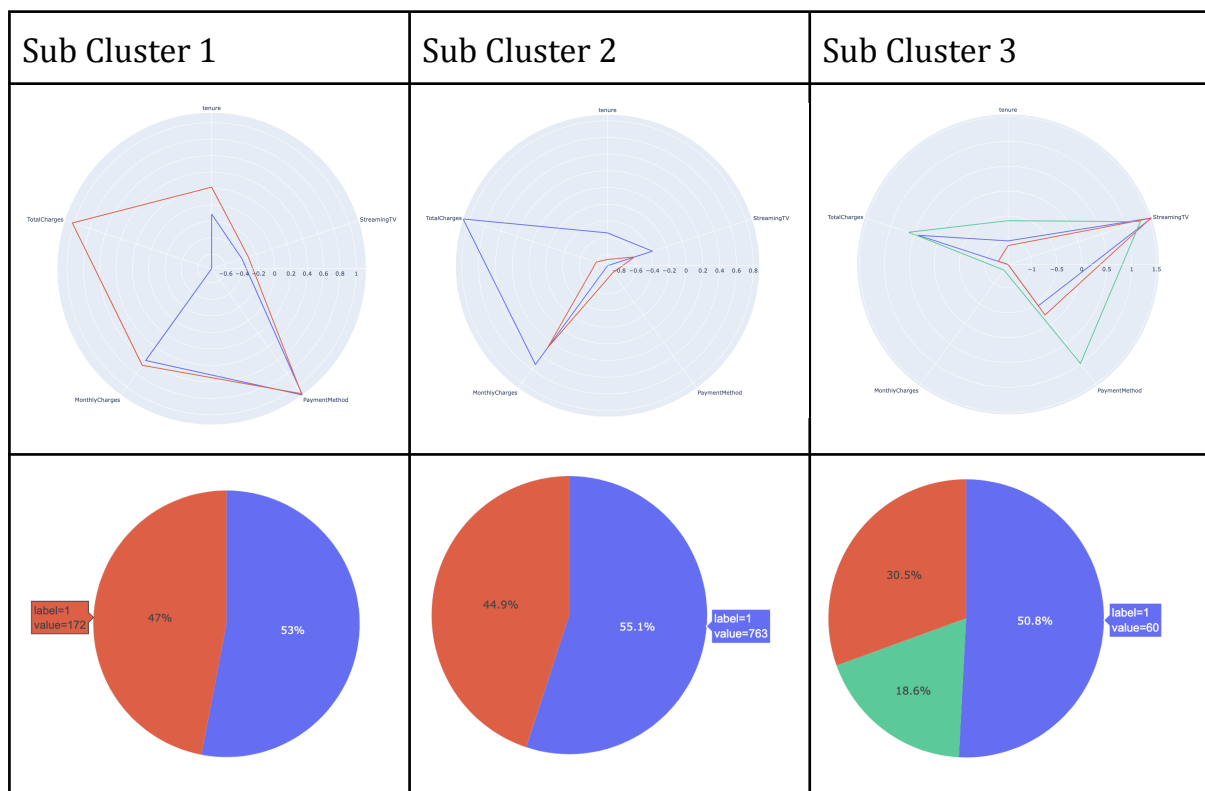 Sub Cluster 1
Sub Cluster 2
Sub Cluster 3
tenure
TotalCharges
StreamingTV
−0.6 −0.4 −0.2 0 0.2 0.4 0.6 0.8 1
MonthlyCharges
PaymentMethod
tenure
TotalCharges
StreamingTV
−0.8 −0.6 −0.4 −0.2 0 0.2 0.4 0.6 0.8
MonthlyCharges
PaymentMethod
tenure
TotalCharges
StreamingTV
−1 −0.5 0 0.5 1 1.5
MonthlyCharges
PaymentMethod
label=1
value=172
47%
53%
44.9%
55.1%
label=1
value=763
30.5%
50.8%
18.6%
label=1
value=60